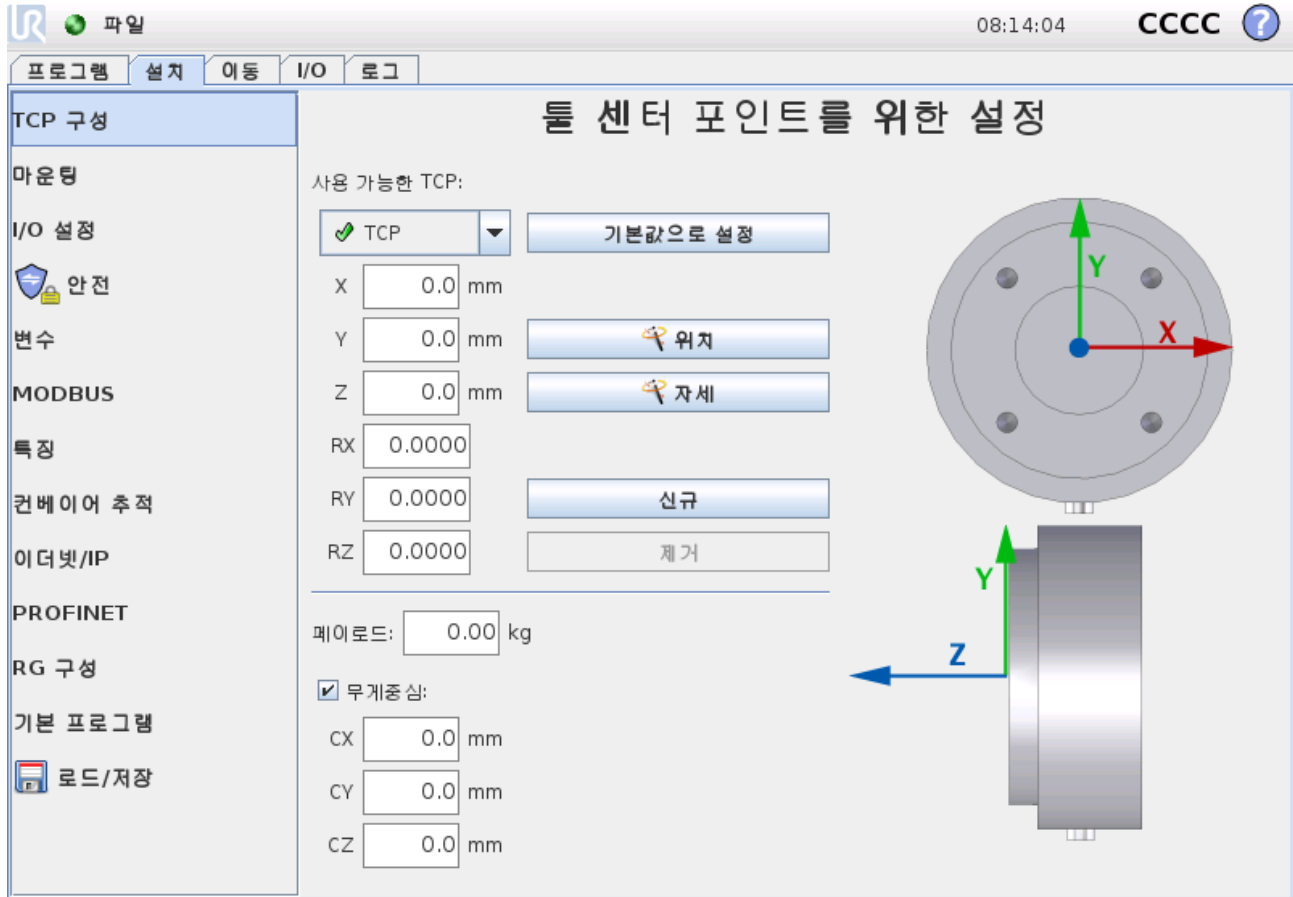 UR 파일 08:14:04 CCCC ?
프로그램 설치 이동 I/O 로그
TCP 구성
마운팅
I/O 설정
안전
변수
MODBUS
특징
컨베이어 추적
이더넷/IP
PROFINET
RG 구성
기본 프로그램
로드/저장
툴 센터 포인트를 위한 설정
사용 가능한 TCP:
TCP 기본값으로 설정
X 0.0 mm
Y 0.0 mm 위치
Z 0.0 mm 자세
RX 0.0000
RY 0.0000 신규
RZ 0.0000 제거
페이로드: 0.00 kg
무게중심:
CX 0.0 mm
CY 0.0 mm
CZ 0.0 mm
Y
X
Y
Z